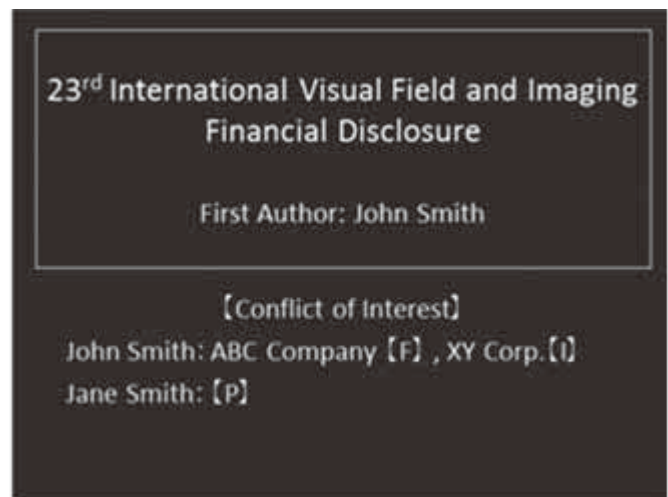 23rd International Visual Field and Imaging
Financial Disclosure
First Author: John Smith
【Conflict of Interest】
John Smith: ABC Company【F】, XY Corp.【I】
Jane Smith:【P】